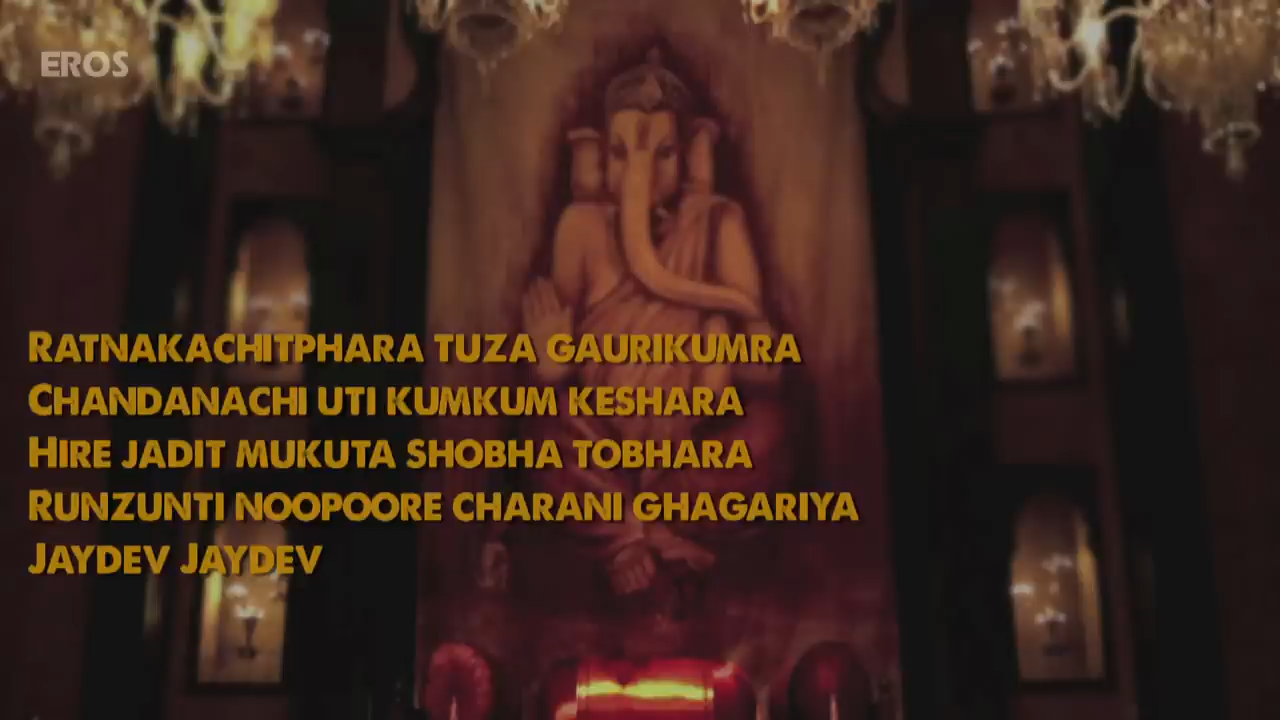 EROS
RATNAKACHITPHARA TUZA GAURIKUMRA
CHANDANACHI UTI KUMKUM KESHARA
HIRE JADIT MUKUTA SHOBHA TOBHARA
RUNZUNTI NOOPOORE CHARANI GHAGARIYA
JAYDEV JAYDEV